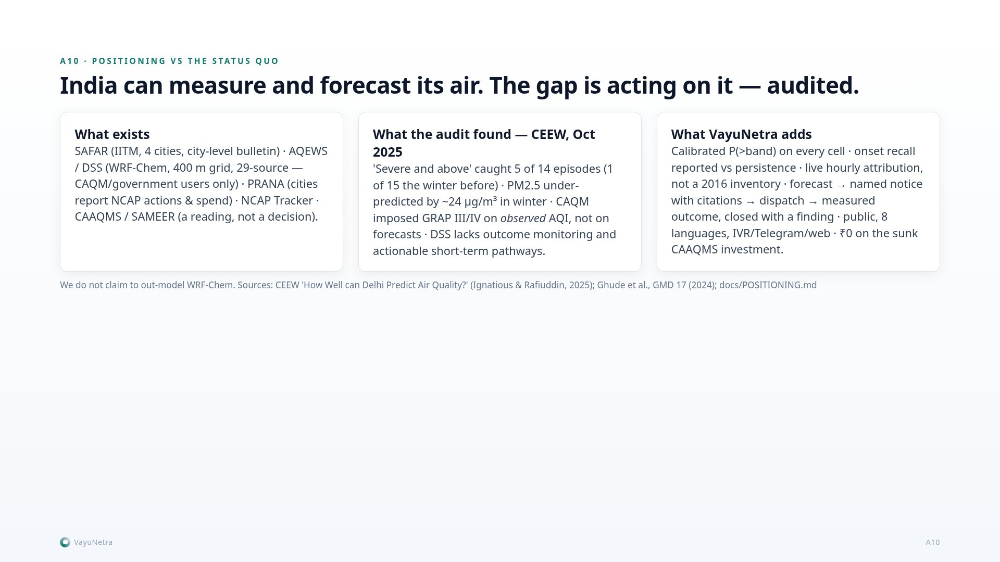 A10 · POSITIONING VS THE STATUS QUO
India can measure and forecast its air. The gap is acting on it — audited.
What exists
SAFAR (IITM, 4 cities, city-level bulletin) · AQEWS
/ DSS (WRF-Chem, 400 m grid, 29-source —
CAQM/government users only) · PRANA (cities
report NCAP actions & spend) · NCAP Tracker ·
CAAQMS / SAMEER (a reading, not a decision).
What the audit found — CEEW, Oct
2025
'Severe and above' caught 5 of 14 episodes (1
of 15 the winter before) · PM2.5 under-
predicted by ~24 µg/m³ in winter · CAQM
imposed GRAP III/IV on observed AQI, not on
forecasts · DSS lacks outcome monitoring and
actionable short-term pathways.
What VayuNetra adds
Calibrated P(>band) on every cell · onset recall
reported vs persistence · live hourly attribution,
not a 2016 inventory · forecast → named notice
with citations → dispatch → measured
outcome, closed with a finding · public, 8
languages, IVR/Telegram/web · ₹0 on the sunk
CAAQMS investment.
We do not claim to out-model WRF-Chem. Sources: CEEW 'How Well can Delhi Predict Air Quality?' (Ignatious & Rafiuddin, 2025); Ghude et al., GMD 17 (2024); docs/POSITIONING.md
VayuNetra
A10